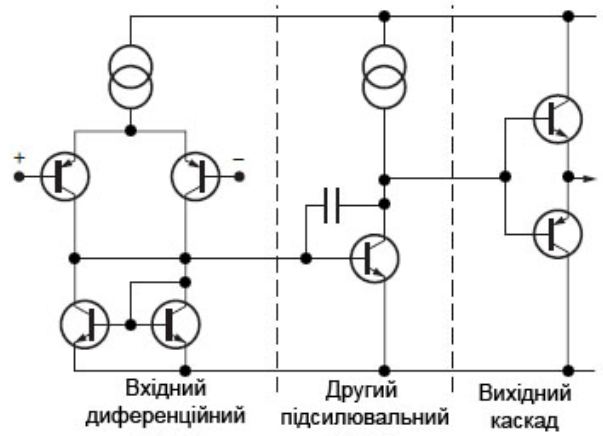 +
–
Вхідний
диференційний
Другий
підсилювальний
Вихідний
каскад